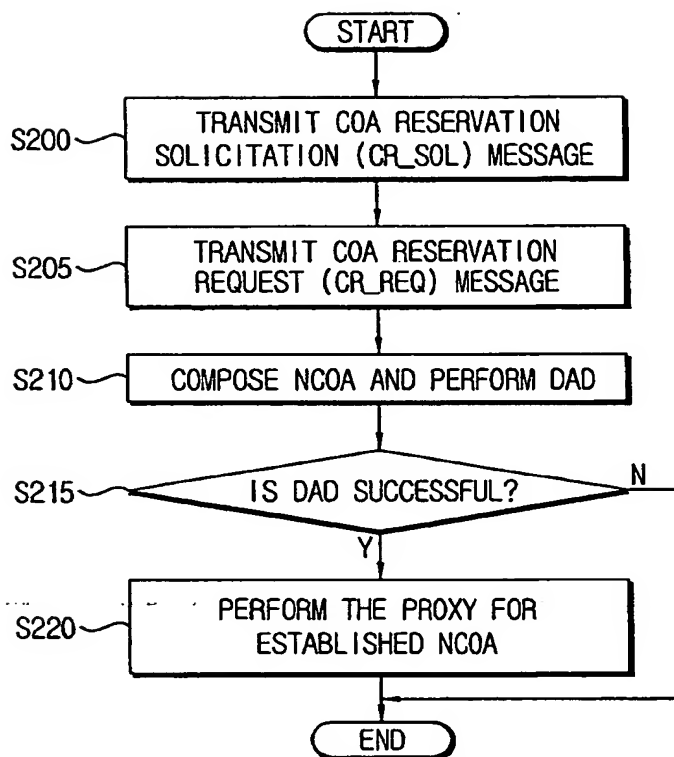 START
S200
TRANSMIT COA RESERVATION
SOLICITATION (CR_SOL) MESSAGE
S205
TRANSMIT COA RESERVATION
REQUEST (CR_REQ) MESSAGE
S210
COMPOSE NCOA AND PERFORM DAD
S215
IS DAD SUCCESSFUL?
N
Y
S220
PERFORM THE PROXY FOR
ESTABLISHED NCOA
END